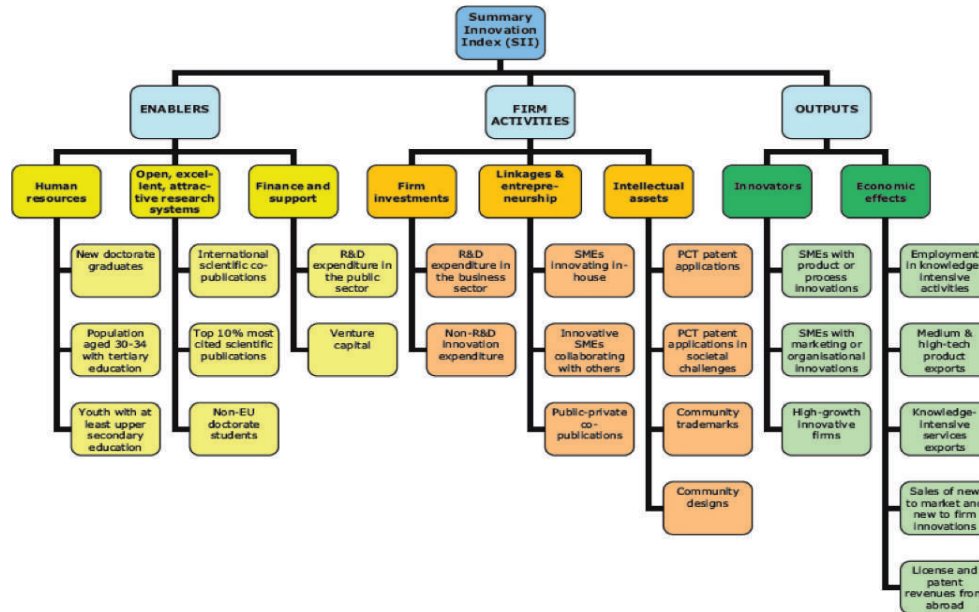 Summary
Innovation
Index (SII)
ENABLERS
FIRM
ACTIVITIES
OUTPUTS
Human
resources
Open, excel-
lent, attrac-
tive research
systems
Finance and
support
Firm
investments
Linkages &
entrepre-
neurship
Intellectual
assets
Innovators
Economic
effects
New doctorate
graduates
Population
aged 30-34
with tertiary
education
Youth with at
least upper
secondary
education
International
scientific co-
publications
Top 10% most
cited scientific
publications
Non-EU
doctorate
students
R&D
expenditure in
the public
sector
Venture
capital
R&D
expenditure in
the business
sector
Non-R&D
innovation
expenditure
SMEs
innovating in-
house
Innovative
SMEs
collaborating
with others
Public-private
co-
publications
PCT patent
applications
PCT patent
applications in
societal
challenges
Community
trademarks
Community
designs
SMEs with
product or
process
innovations
SMEs with
marketing or
organisational
innovations
High-growth
innovative
firms
Employment
in knowledge-
intensive
activities
Medium &
high-tech
product
exports
Knowledge-
intensive
services
exports
Sales of new
to market and
new to firm
innovations
License and
patent
revenues from
abroad